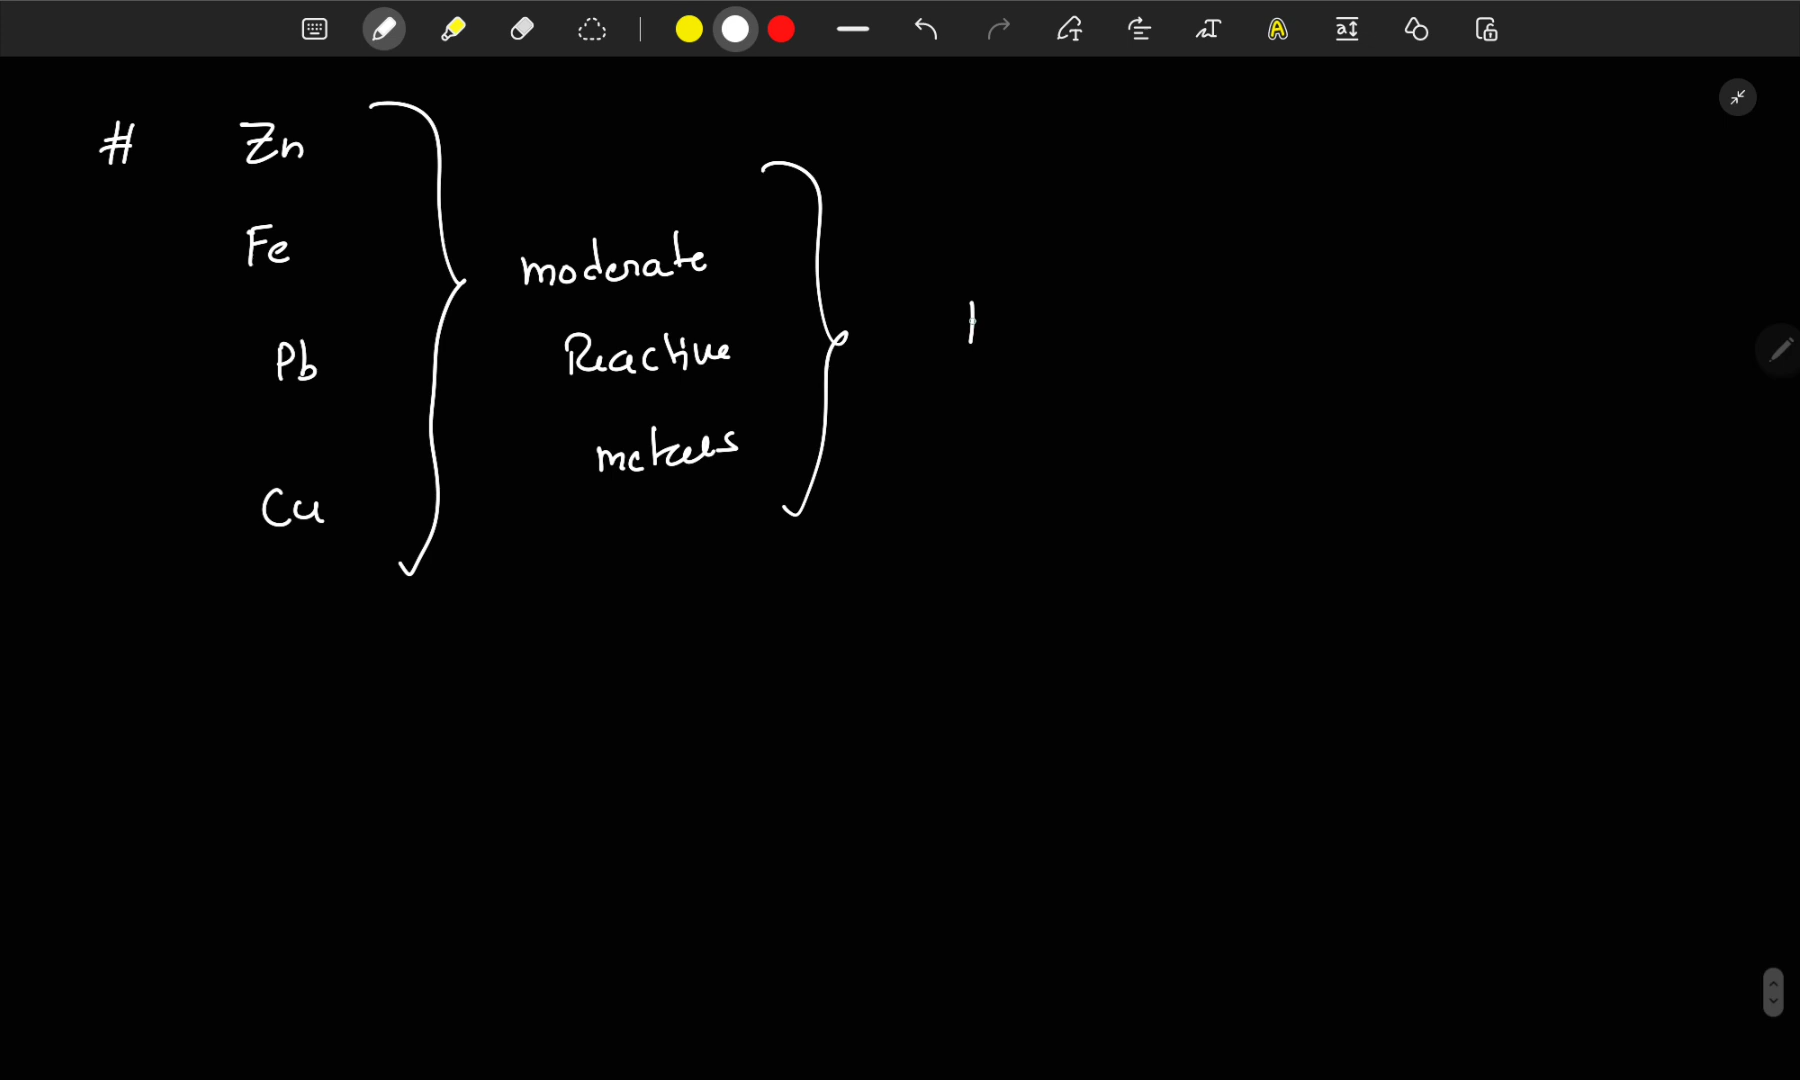 # Zn
Fe
moderate
Pb
Reactive
metals
Cu